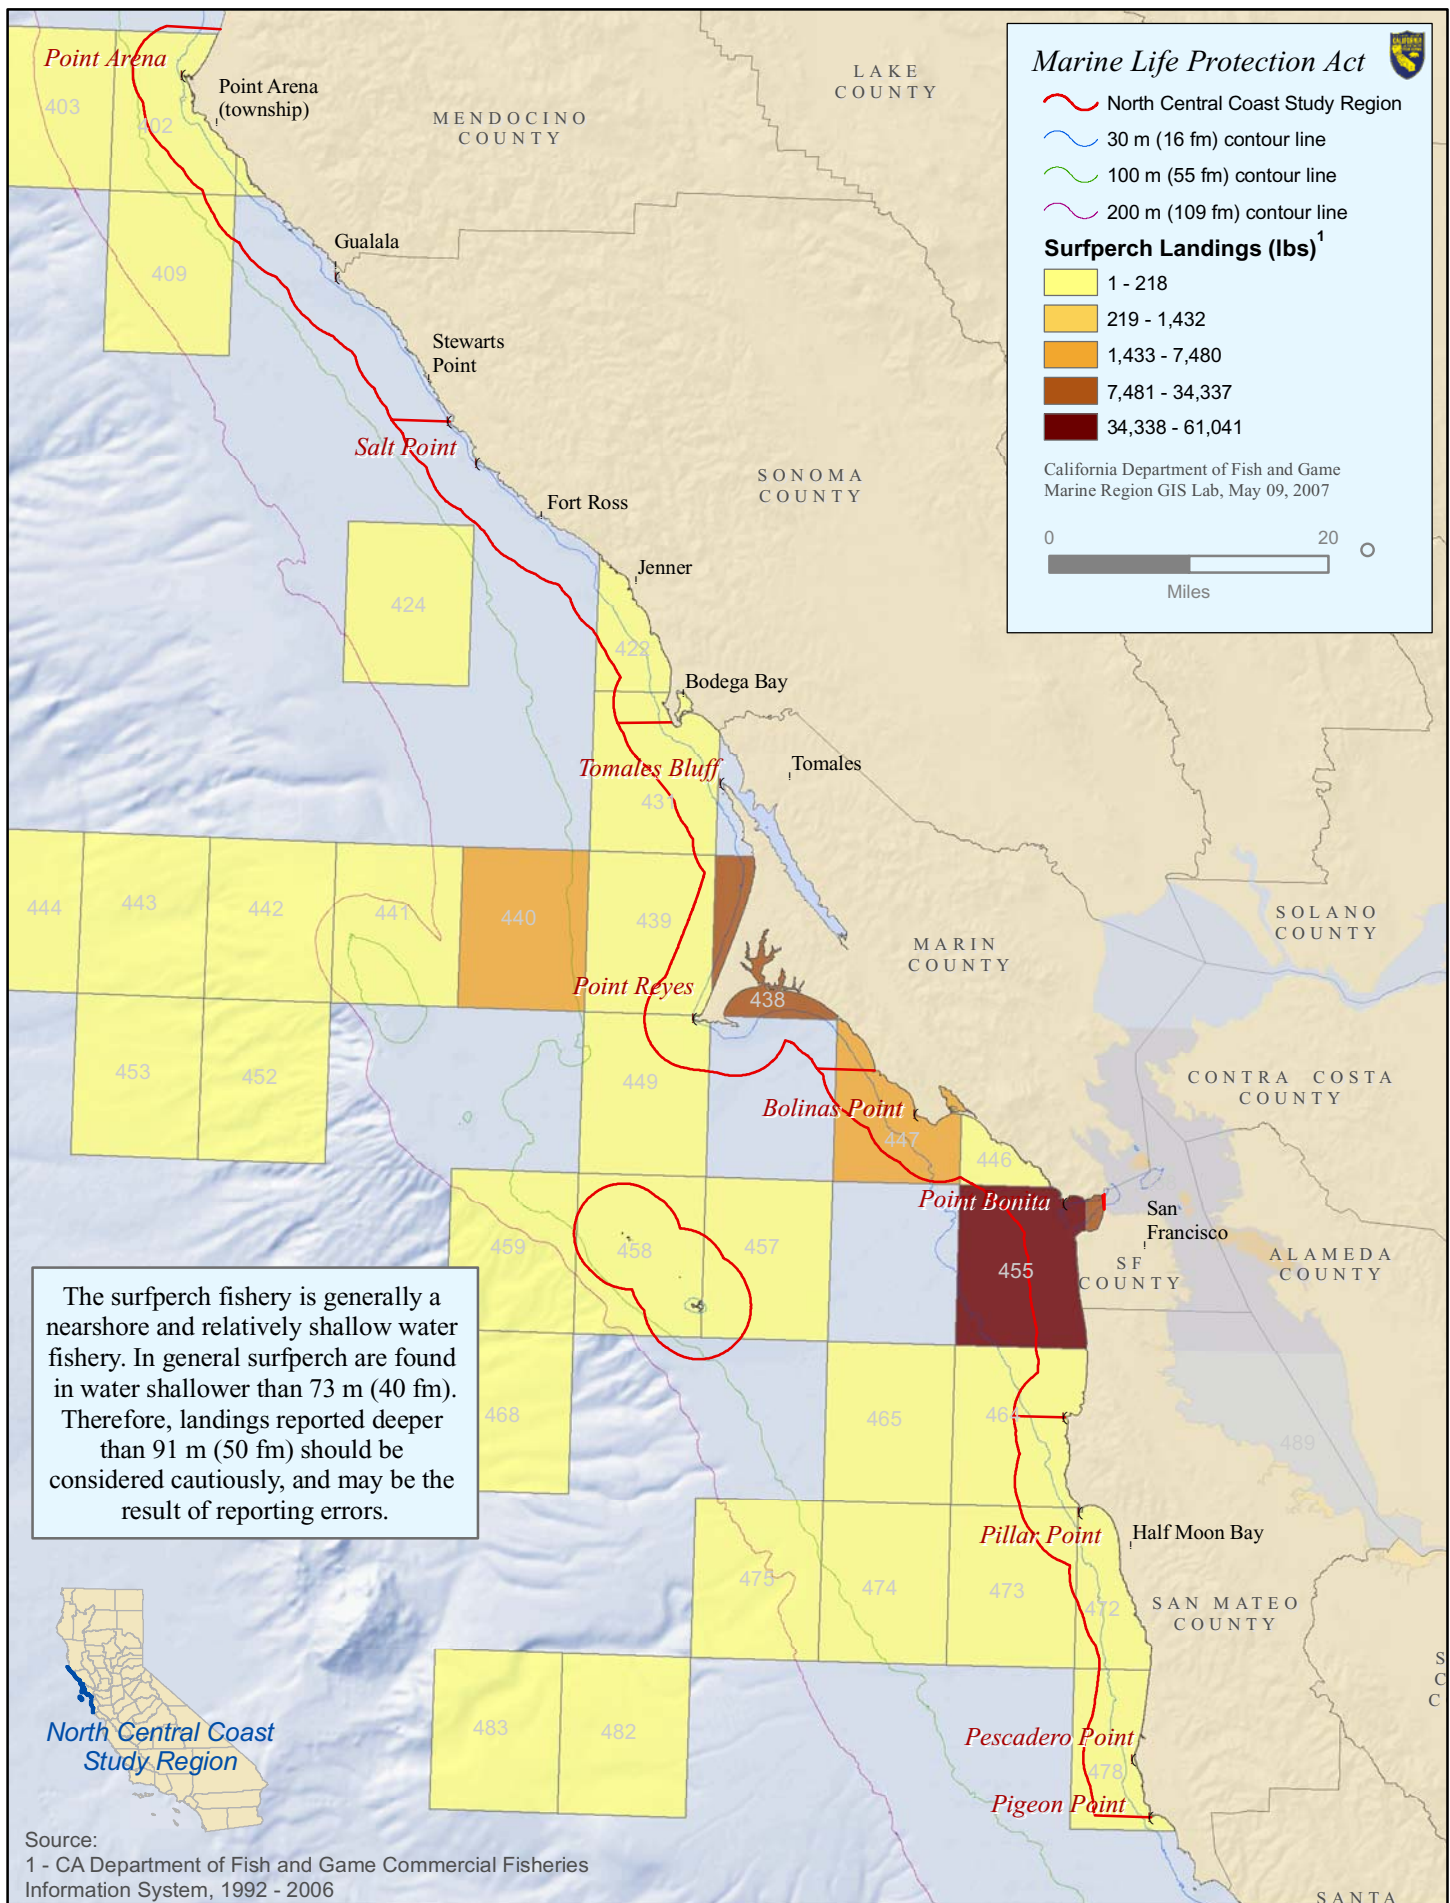 Point Arena
Point Arena
(township)
403
402
MENDOCINO
COUNTY
LAKE
COUNTY
Marine Life Protection Act
North Central Coast Study Region
30 m (16 fm) contour line
100 m (55 fm) contour line
200 m (109 fm) contour line
Surfperch Landings (lbs)1
1 - 218
219 - 1,432
1,433 - 7,480
7,481 - 34,337
34,338 - 61,041
California Department of Fish and Game
Marine Region GIS Lab, May 09, 2007
0 20
Miles
Gualala
409
Stewarts
Point
Salt Point
SONOMA
COUNTY
Fort Ross
Jenner
424
422
Bodega Bay
Tomales Bluff
Tomales
431
444
443
442
441
440
439
SOLANO
COUNTY
MARIN
COUNTY
Point Reyes
438
453
452
449
CONTRA COSTA
COUNTY
Bolinas Point
447
446
Point Bonita
San
Francisco
459
458
457
455
SF
COUNTY
ALAMEDA
COUNTY
The surfperch fishery is generally a
nearshore and relatively shallow water
fishery. In general surfperch are found
in water shallower than 73 m (40 fm).
Therefore, landings reported deeper
than 91 m (50 fm) should be
considered cautiously, and may be the
result of reporting errors.
468
465
464
489
Pillar Point
Half Moon Bay
475
474
473
472
SAN MATEO
COUNTY
S
C
C
483
482
Pescadero Point
478
Pigeon Point
North Central Coast
Study Region
Source:
1 - CA Department of Fish and Game Commercial Fisheries
Information System, 1992 - 2006
SANTA